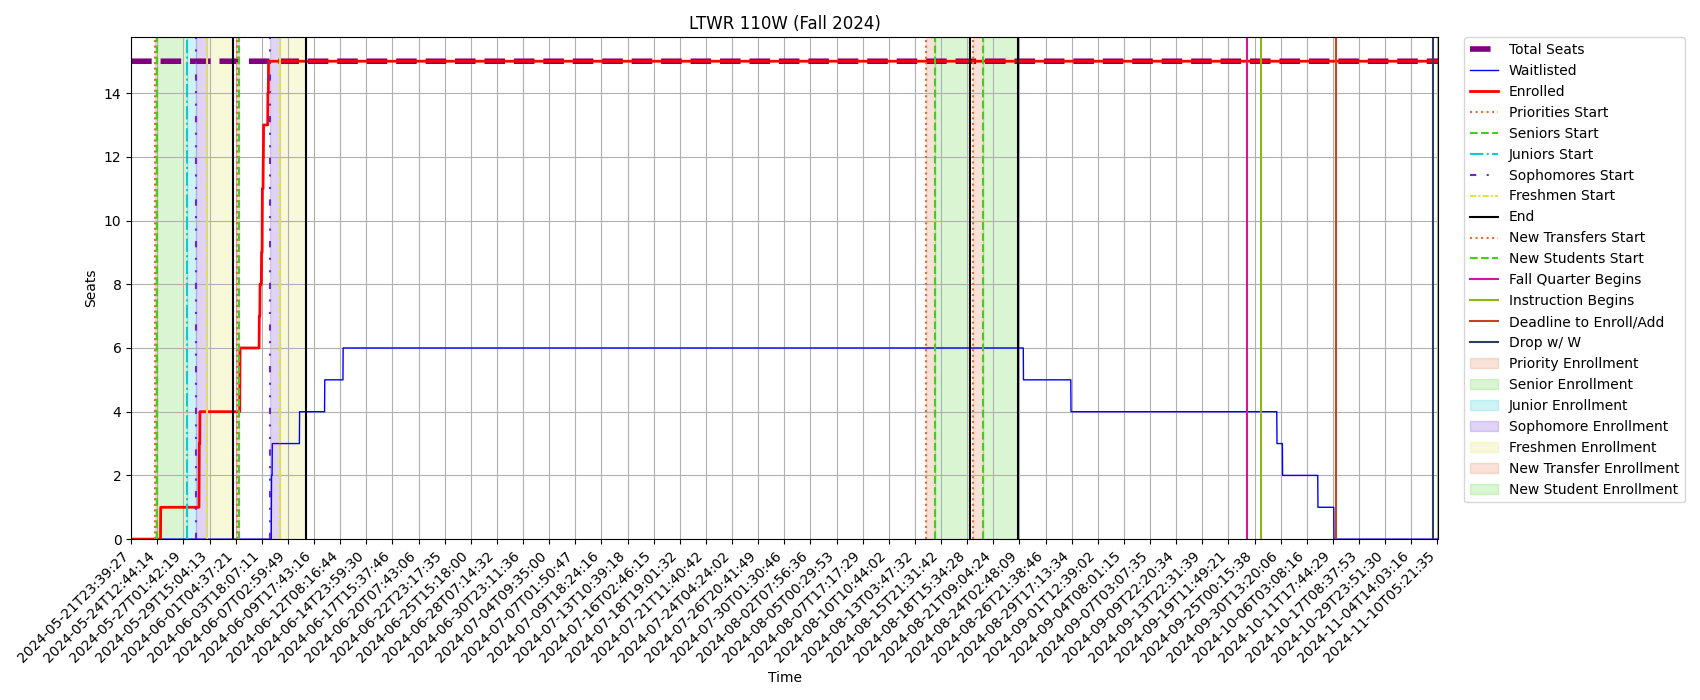 LTWR 110W (Fall 2024)
Seats
14
12
10
8
6
4
2
0
2024-05-21T23:39:27
2024-05-24T12:44:14
2024-05-27T01:42:19
2024-05-29T15:04:13
2024-06-01T04:37:21
2024-06-03T18:07:11
2024-06-07T02:59:49
2024-06-09T17:43:16
2024-06-12T08:16:44
2024-06-14T23:59:30
2024-06-17T15:37:46
2024-06-20T07:43:06
2024-06-22T23:17:35
2024-06-25T15:18:00
2024-06-28T07:14:32
2024-06-30T23:11:36
2024-07-04T09:35:00
2024-07-07T01:50:47
2024-07-09T18:24:16
2024-07-13T10:39:18
2024-07-16T02:46:15
2024-07-18T19:01:32
2024-07-21T11:40:42
2024-07-24T04:24:02
2024-07-26T20:41:49
2024-07-30T01:30:46
2024-08-02T07:56:36
2024-08-05T00:29:53
2024-08-07T17:17:29
2024-08-10T10:44:02
2024-08-13T03:47:32
2024-08-15T21:31:42
2024-08-18T15:34:28
2024-08-21T09:04:24
2024-08-24T02:48:09
2024-08-26T21:38:46
2024-08-29T17:13:34
2024-09-01T12:39:02
2024-09-04T08:01:15
2024-09-07T03:07:35
2024-09-09T22:20:34
2024-09-13T22:31:39
2024-09-19T11:49:21
2024-09-25T00:15:38
2024-09-30T13:20:06
2024-10-06T03:08:16
2024-10-11T17:44:29
2024-10-17T08:37:53
2024-10-29T23:51:30
2024-11-04T14:03:16
2024-11-10T05:21:35
Time
Total Seats
Waitlisted
Enrolled
Priorities Start
Seniors Start
Juniors Start
Sophomores Start
Freshmen Start
End
New Transfers Start
New Students Start
Fall Quarter Begins
Instruction Begins
Deadline to Enroll/Add
Drop w/ W
Priority Enrollment
Senior Enrollment
Junior Enrollment
Sophomore Enrollment
Freshmen Enrollment
New Transfer Enrollment
New Student Enrollment